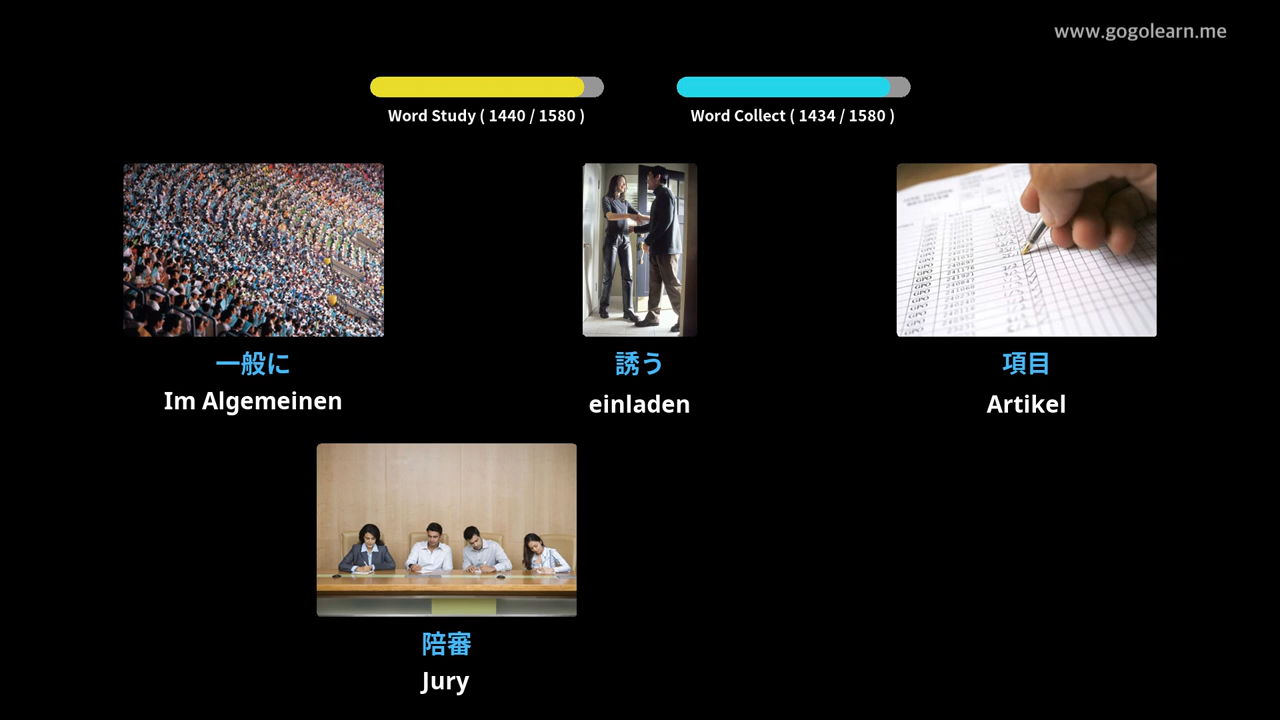 www.gogolearn.me
Word Study ( 1440 / 1580 )
Word Collect ( 1434 / 1580 )
一般に
Im Algemeinen
誘う
einladen
項目
Artikel
陪審
Jury